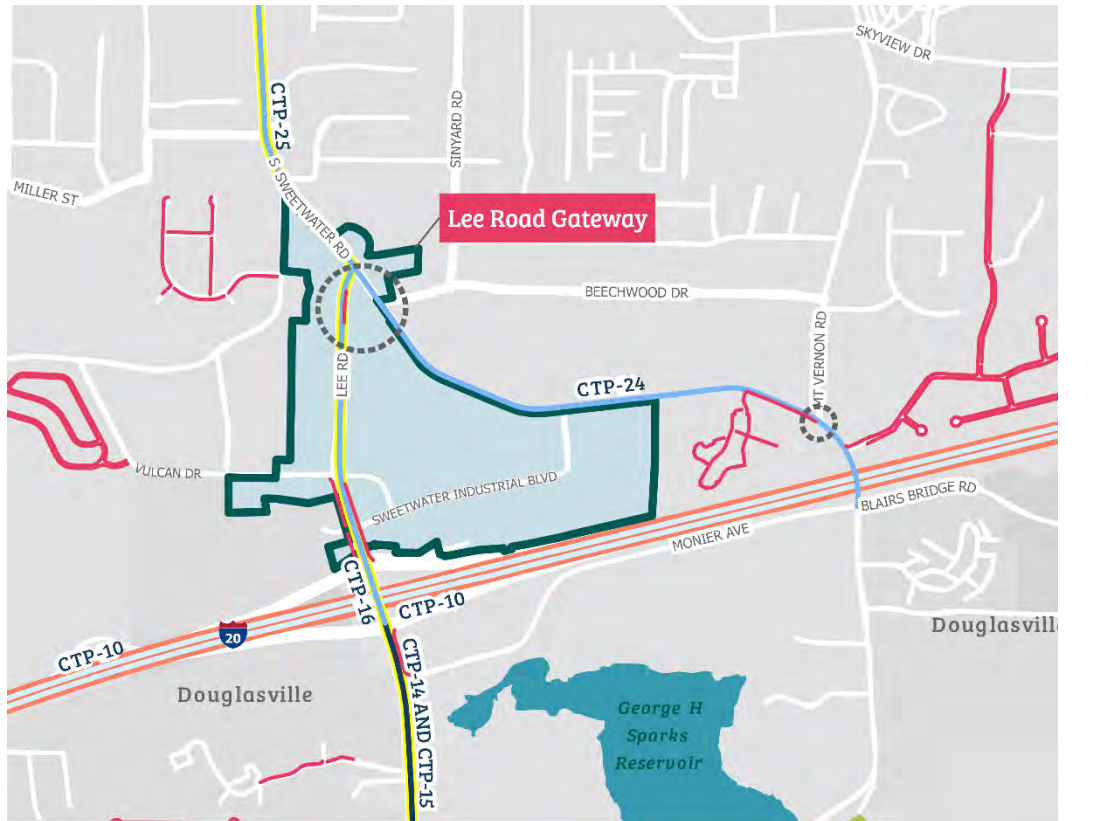 SKYVIEW DR
CTP-25
SINYARD RD
MILLER ST
S SWEETWATER RD
Lee Road Gateway
BEECHWOOD DR
MT VERNON RD
LEE RD
CTP-24
VULCAN DR
SWEETWATER INDUSTRIAL BLVD
BLAIRS BRIDGE RD
MONIER AVE
CTP-16
CTP-10
20
CTP-10
Douglasvill
CTP-14 AND CTP-15
Douglasville
George H
Sparks
Reservoir